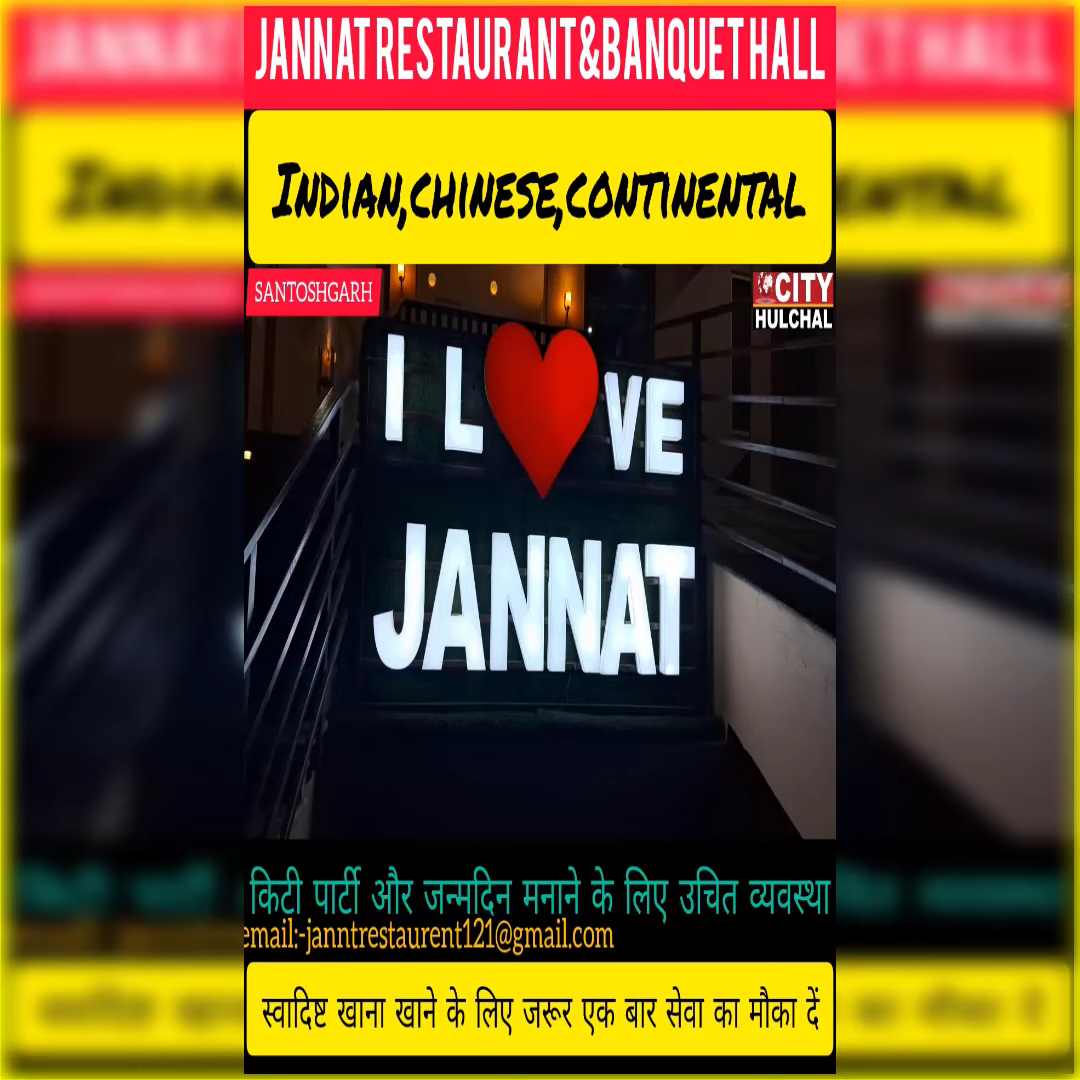 JANNAT RESTAURANT&BANQUET HALL
INDIAN,CHINESE,CONTINENTAL
SANTOSHGARH
CITY
HULCHAL
I L❤VE
JANNAT
किटी पार्टी और जन्मदिन मनाने के लिए उचित व्यवस्था
email:-janntrestaurent121@gmail.com
स्वादिष्ट खाना खाने के लिए जरूर एक बार सेवा का मौका दें